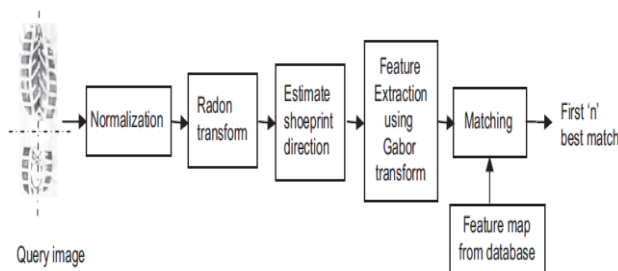 Query image
Normalization
Radon
transform
Estimate
shoeprint
direction
Feature
Extraction
using
Gabor
transform
Matching
First ‘n’
best match
Feature map
from database